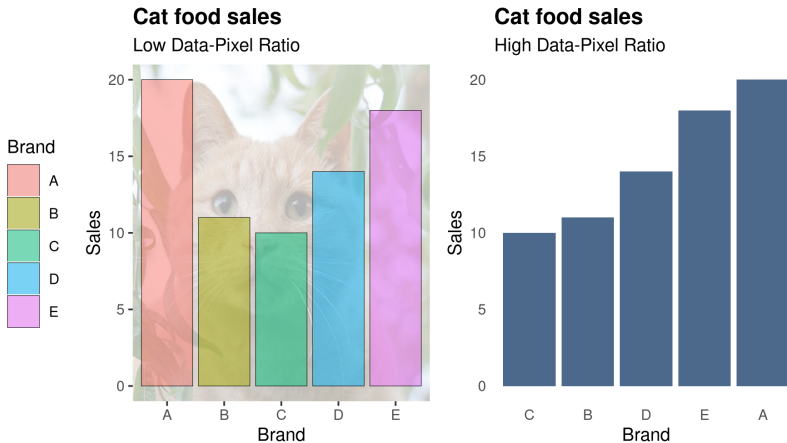 Cat food sales
Low Data-Pixel Ratio
Brand
A
B
C
D
E
Sales
20
15
10
5
0
A B C D E
Brand
Cat food sales
High Data-Pixel Ratio
Sales
20
15
10
5
0
C B D E A
Brand